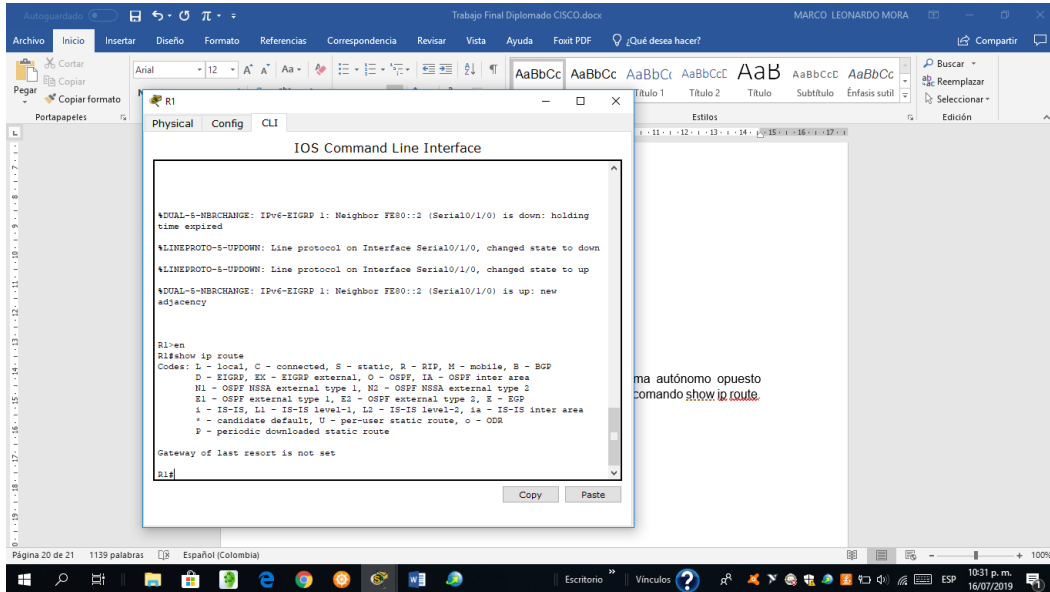 Autoguardado
Trabajo Final Diplomado CISCO.docx
MARCO LEONARDO MORA
Archivo Inicio Insertar Diseño Formato Referencias Correspondencia Revisar Vista Ayuda Foxit PDF ¿Qué desea hacer? Compartir
Pegar
Cortar
Copiar
Copiar formato
Portapapeles
Arial 12
AaBbCc AaBbCc AaBbCc AaBbCcD AaB AaBbCcD AaBbCc
Título 1 Título 2 Título Subtítulo Énfasis sutil
Estilos
Buscar
Reemplazar
Seleccionar
Edición
R1
Physical Config CLI
IOS Command Line Interface
%DUAL-5-NBRCHANGE: IPv6-EIGRP 1: Neighbor FE80::2 (Serial0/1/0) is down: holding
time expired
%LINEPROTO-5-UPDOWN: Line protocol on Interface Serial0/1/0, changed state to down
%LINEPROTO-5-UPDOWN: Line protocol on Interface Serial0/1/0, changed state to up
%DUAL-5-NBRCHANGE: IPv6-EIGRP 1: Neighbor FE80::2 (Serial0/1/0) is up: new
adjacency
R1>en
R1#show ip route
Codes: L - local, C - connected, S - static, R - RIP, M - mobile, B - BGP
D - EIGRP, EX - EIGRP external, O - OSPF, IA - OSPF inter area
N1 - OSPF NSSA external type 1, N2 - OSPF NSSA external type 2
E1 - OSPF external type 1, E2 - OSPF external type 2, E - EGP
i - IS-IS, L1 - IS-IS level-1, L2 - IS-IS level-2, ia - IS-IS inter area
* - candidate default, U - per-user static route, o - ODR
P - periodic downloaded static route
Gateway of last resort is not set
R1#
Copy Paste
ma autónomo opuesto
comando show ip route.
Página 20 de 21 1139 palabras Español (Colombia) 100%
Escritorio Vínculos ESP
10:31 p. m.
16/07/2019